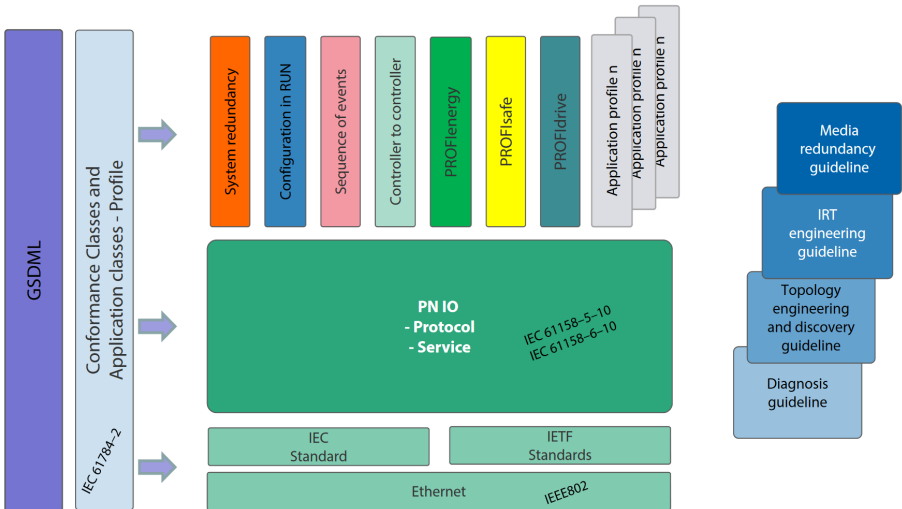 GSDML
Conformance Classes and
Application classes - Profile
IEC 61784–2
System redundancy
Configuration in RUN
Sequence of events
Controller to controller
PROFIenergy
PROFIsafe
PROFIdrive
Application profile n
Application profile n
Application profile n
PN IO
- Protocol
- Service
IEC 61158–5–10
IEC 61158–6–10
IEC
Standard
IETF
Standards
Ethernet
IEEE802
Media
redundancy
guideline
IRT
engineering
guideline
Topology
engineering
and discovery
guideline
Diagnosis
guideline